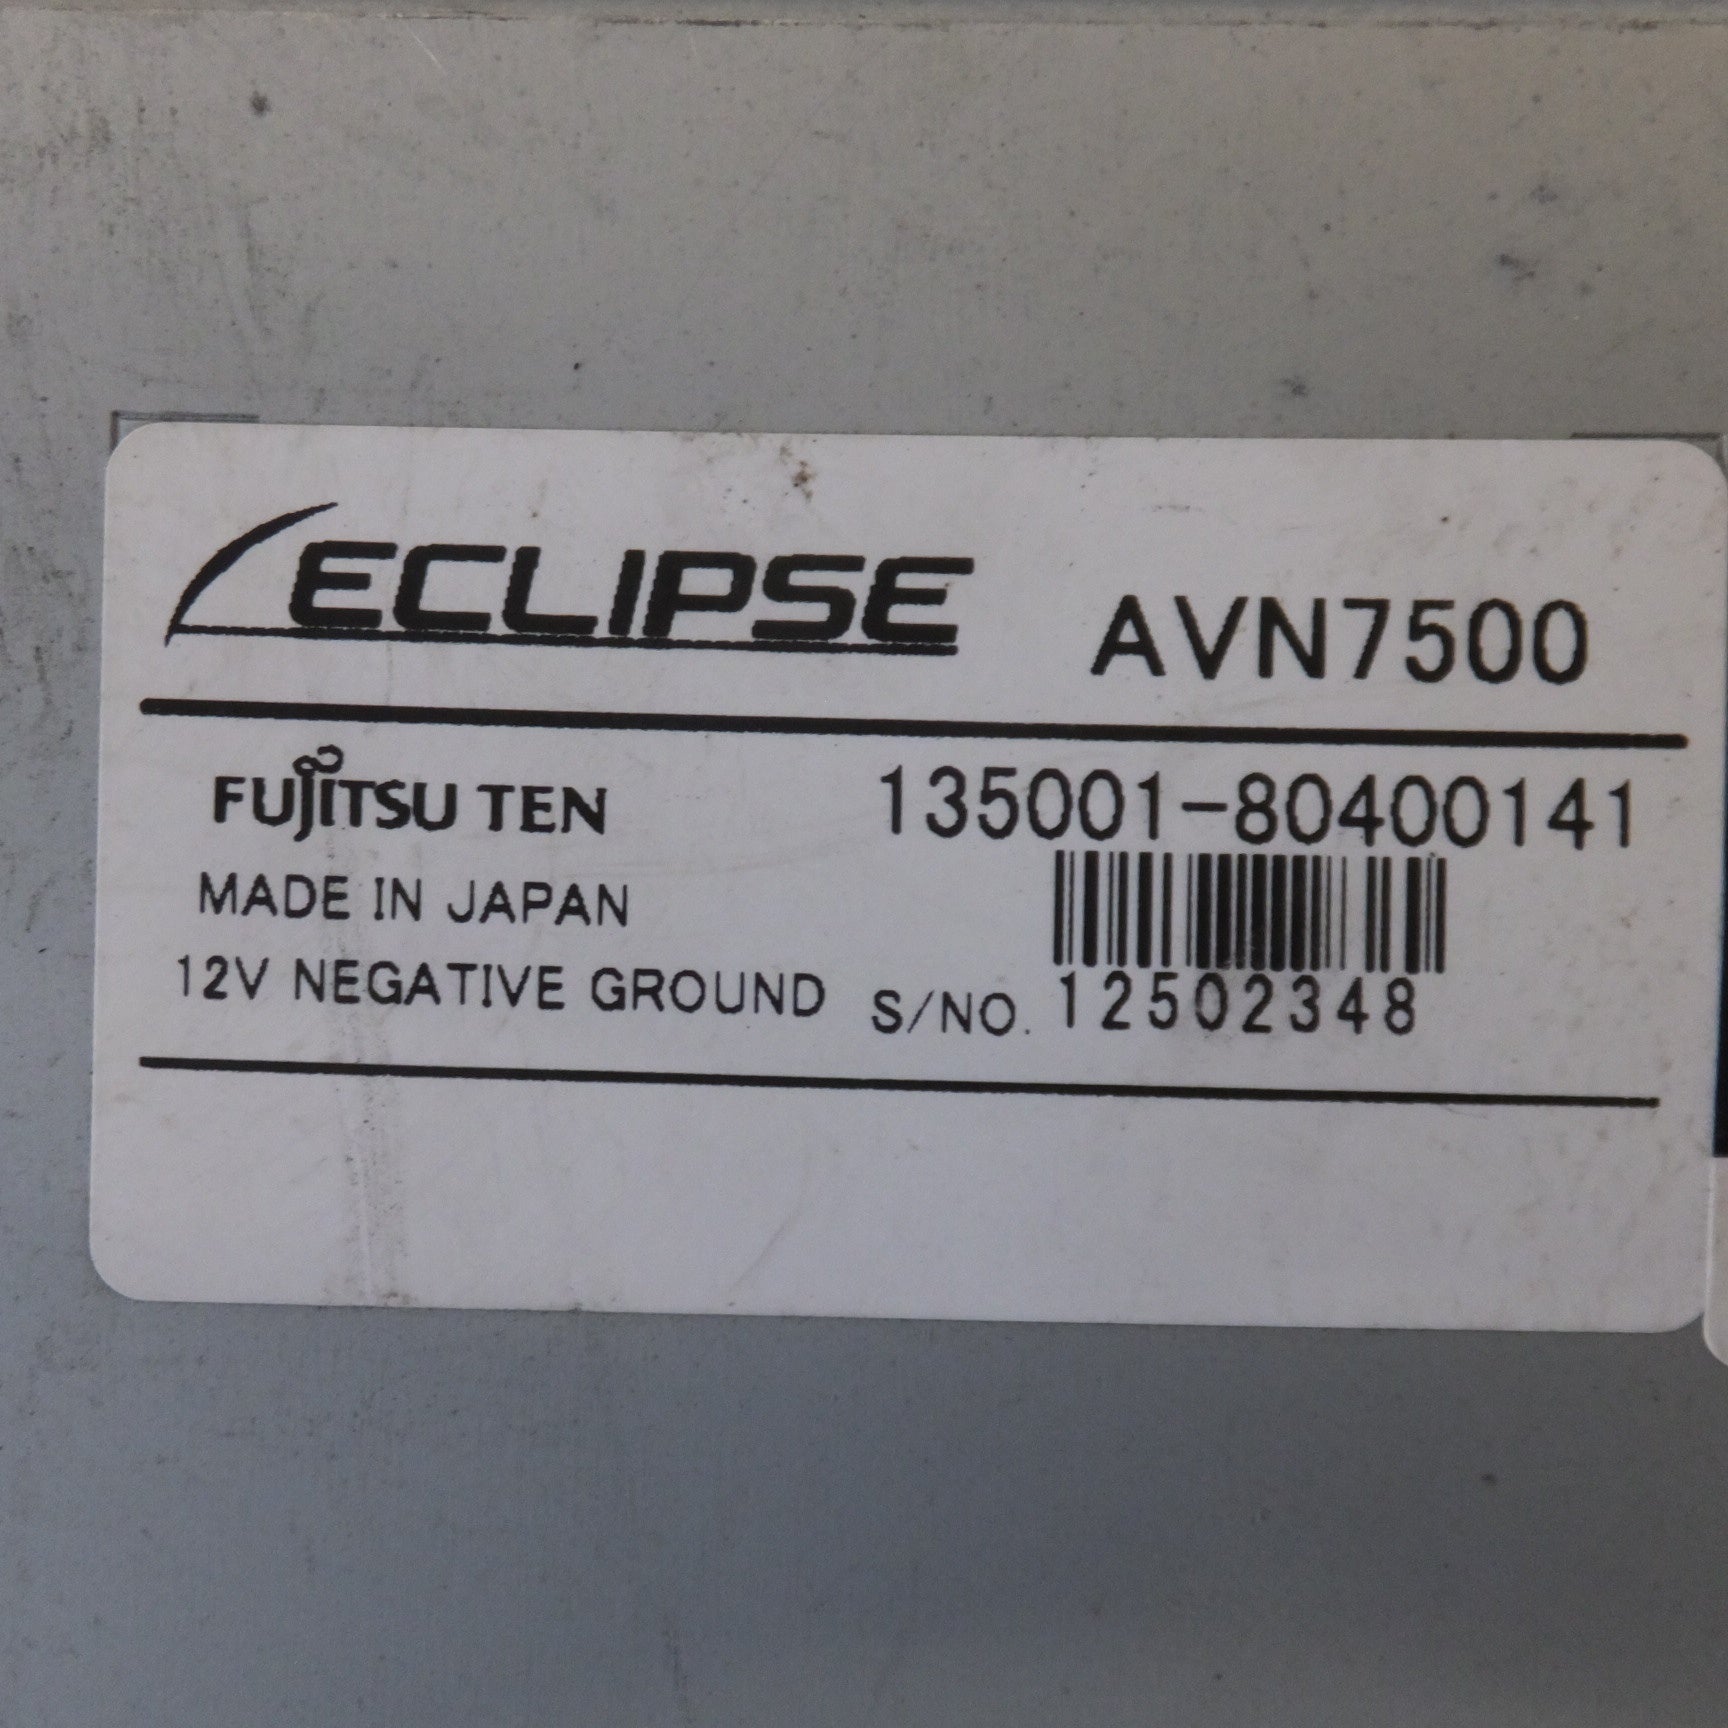 ECLIPSE AVN7500
FUJITSU TEN 135001-80400141
MADE IN JAPAN
12V NEGATIVE GROUND S/NO. 12502348